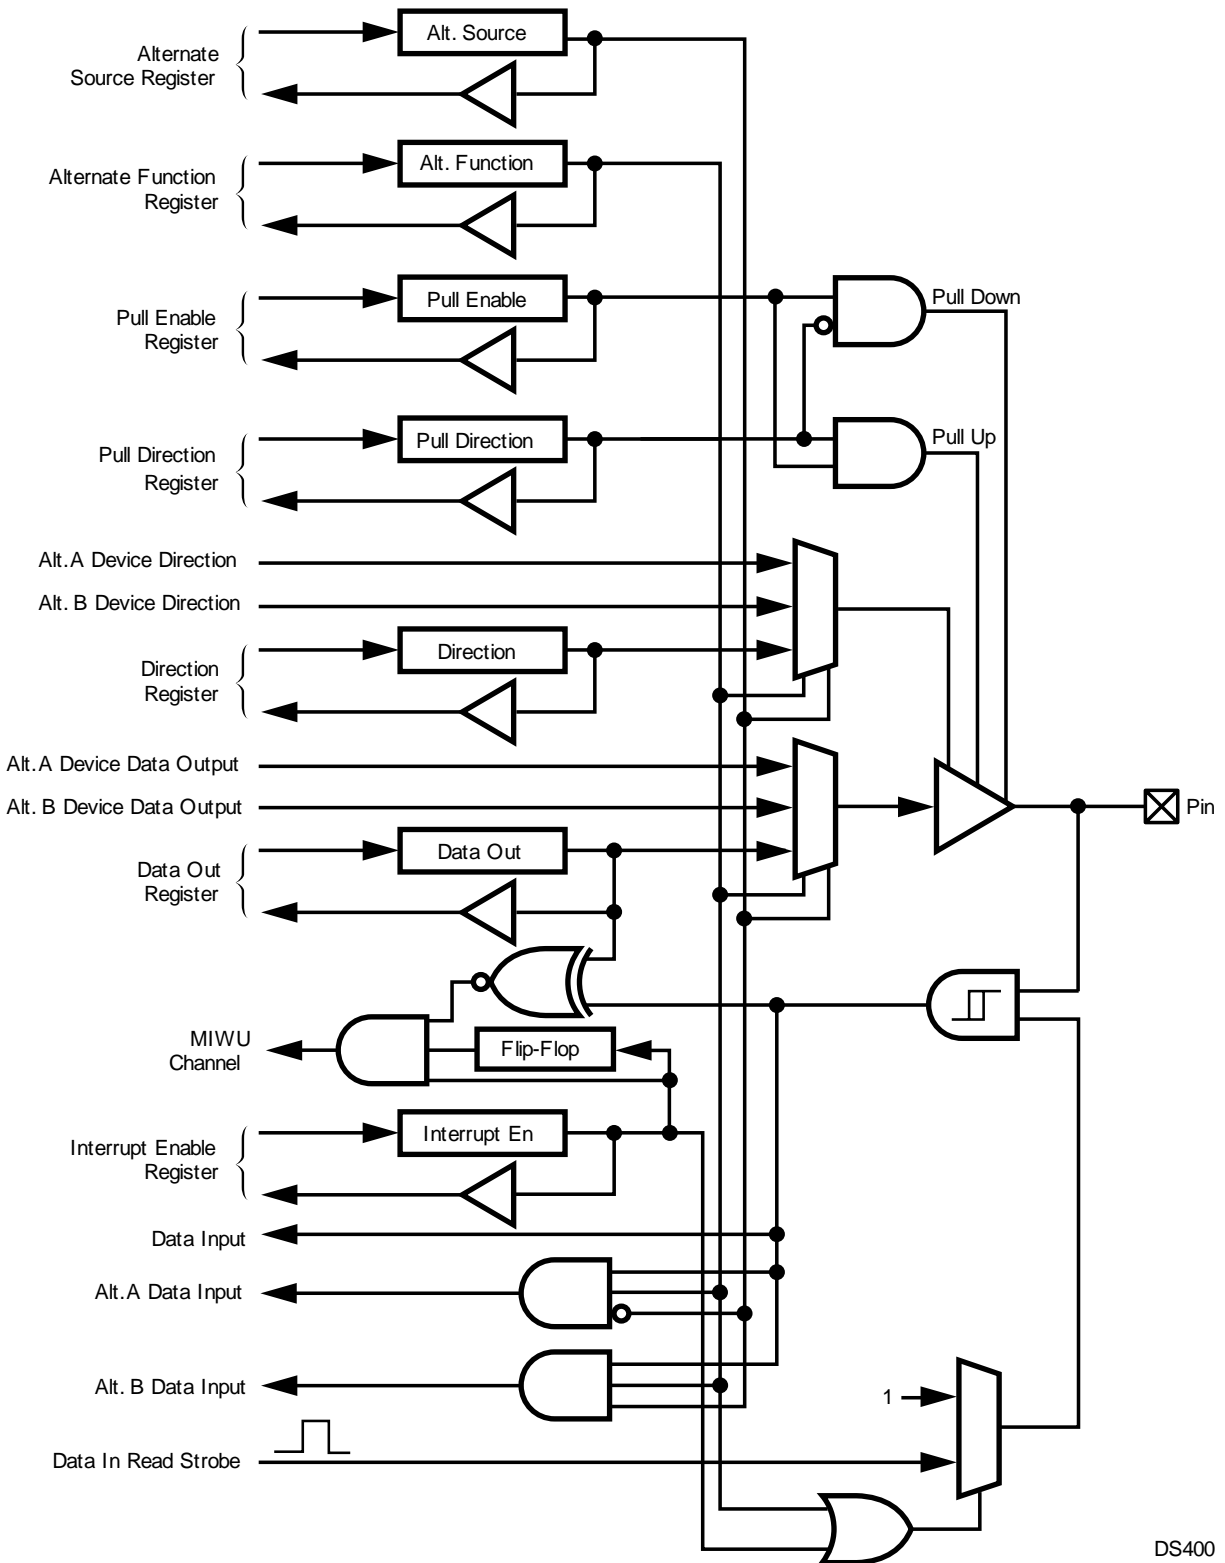 Alt. Source
Alternate
Source Register
Alt. Function
Alternate Function
Register
Pull Enable
Pull Down
Pull Enable
Register
Pull Direction
Pull Up
Pull Direction
Register
Alt.A Device Direction
Alt. B Device Direction
Direction
Direction
Register
Alt.A Device Data Output
Alt. B Device Data Output
Pin
Data Out
Data Out
Register
MIWU
Channel
Flip-Flop
Interrupt En
Interrupt Enable
Register
Data Input
Alt.A Data Input
Alt. B Data Input
1
Data In Read Strobe
DS400